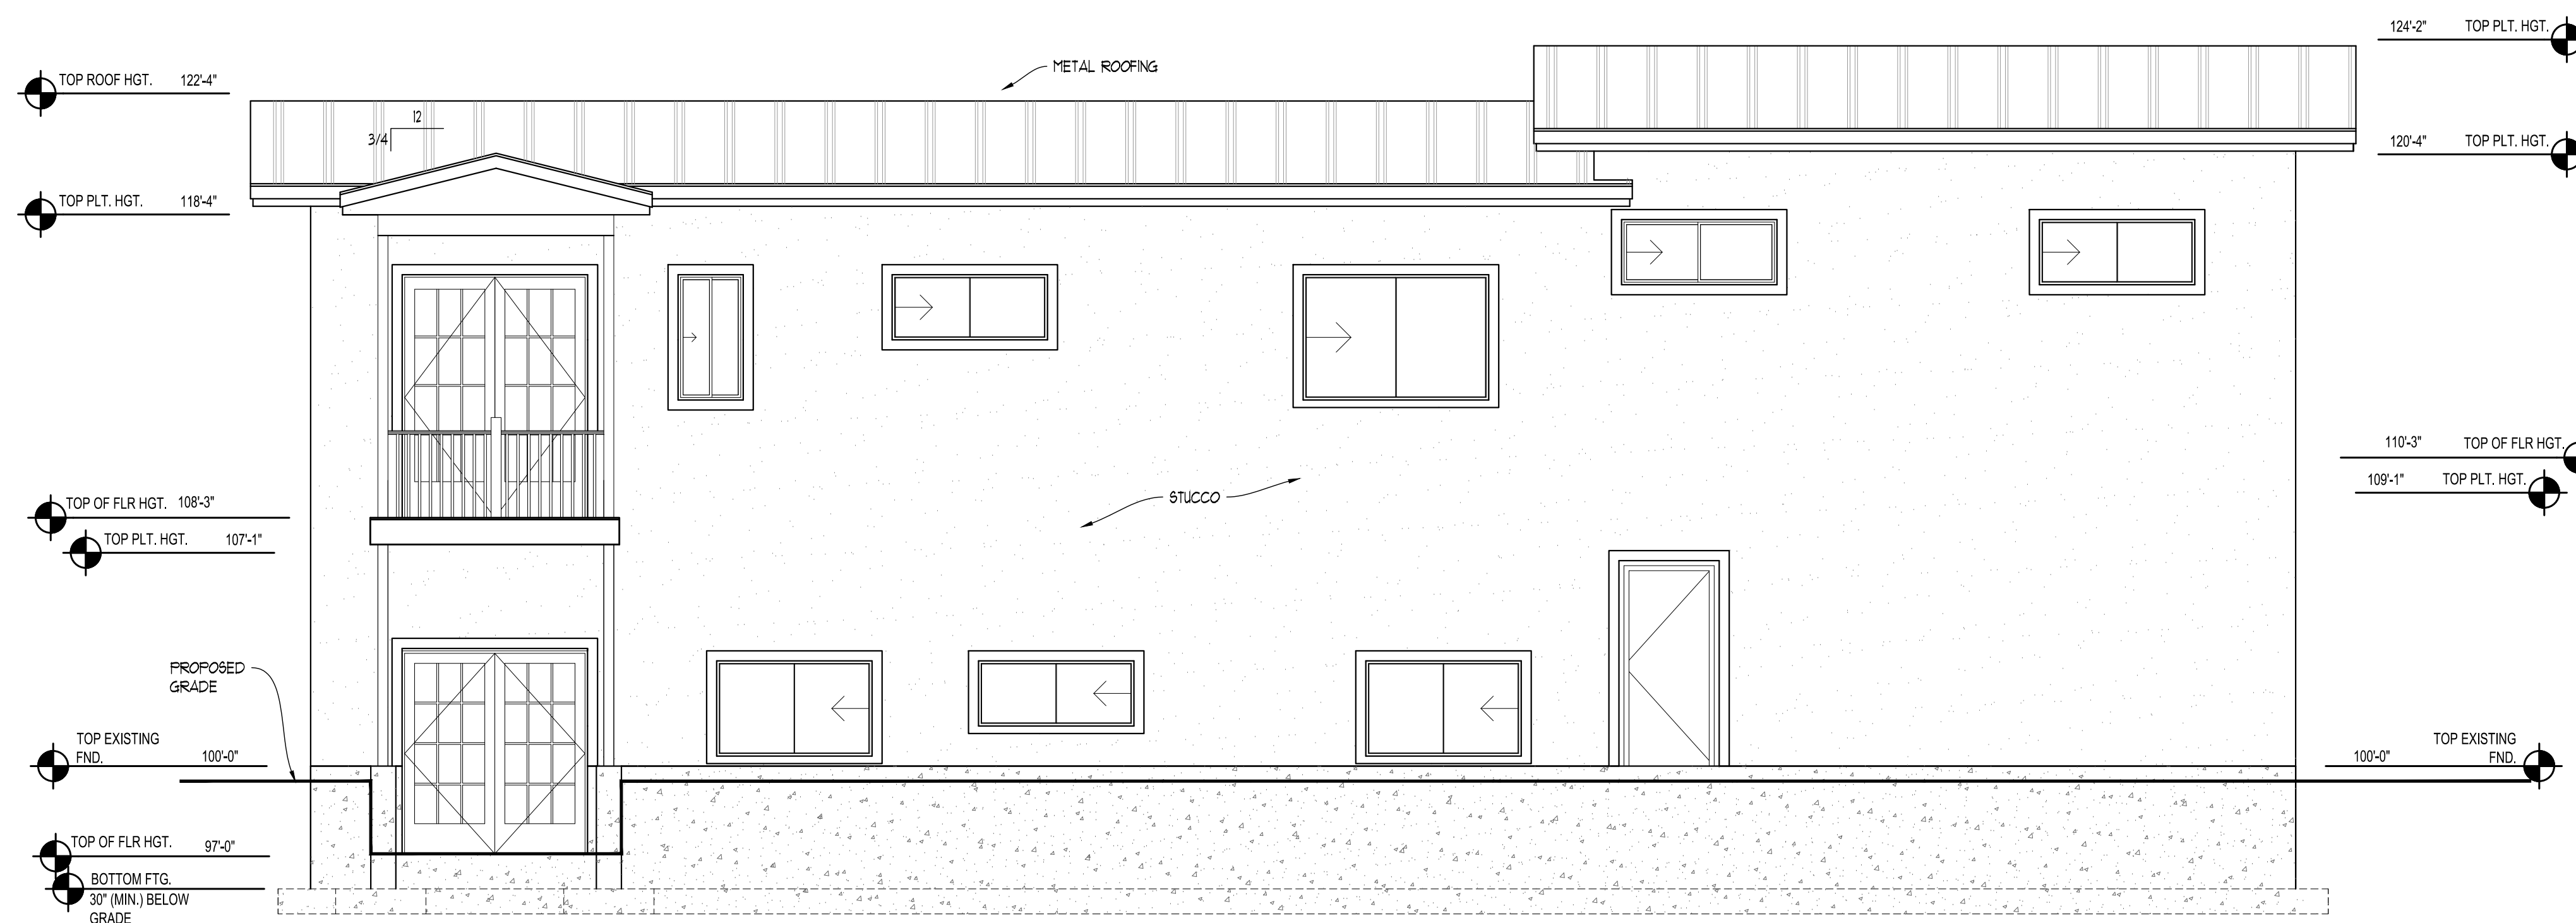 124'-2" TOP PLT. HGT.
METAL ROOFING
TOP ROOF HGT. 122'-4"
12
3/4
120'-4" TOP PLT. HGT.
TOP PLT. HGT. 118'-4"
110'-3" TOP OF FLR HGT.
109'-1" TOP PLT. HGT.
STUCCO
TOP OF FLR HGT. 108'-3"
TOP PLT. HGT. 107'-1"
PROPOSED
GRADE
TOP EXISTING
FND. 100'-0"
TOP EXISTING
100'-0" FND.
TOP OF FLR HGT. 97'-0"
BOTTOM FTG.
30" (MIN.) BELOW
GRADE